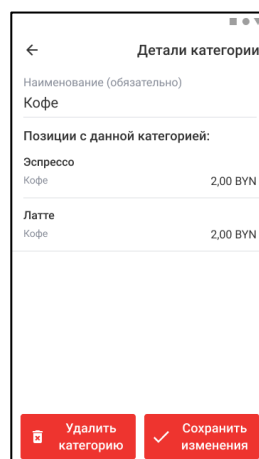 Детали категории
Наименование (обязательно)
Кофе
Позиции с данной категорией:
Эспрессо
Кофе 2,00 BYN
Латте
Кофе 2,00 BYN
Удалить
категорию
Сохранить
изменения